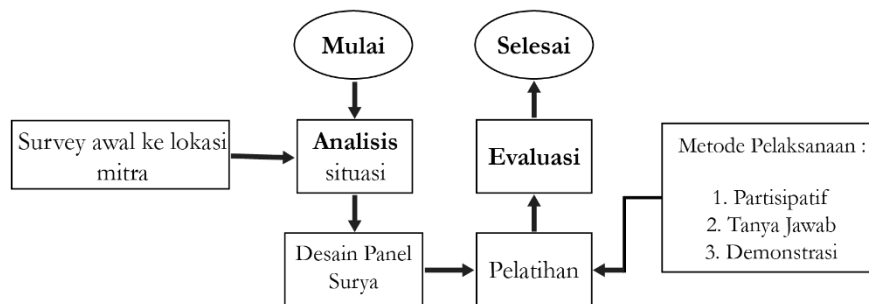 Mulai
Selesai
Survey awal ke lokasi
mitra
Analisis
situasi
Evaluasi
Metode Pelaksanaan :
1. Partisipatif
2. Tanya Jawab
3. Demonstrasi
Desain Panel
Surya
Pelatihan